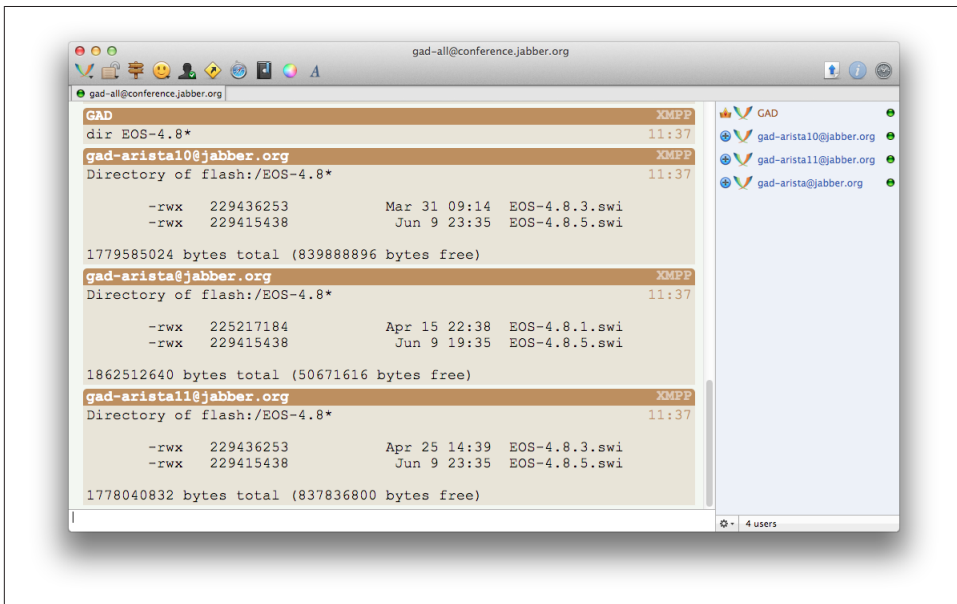 gad-all@conference.jabber.org
A
gad-all@conference.jabber.org
GAD XMPP
dir EOS-4.8* 11:37
gad-arista10@jabber.org XMPP
Directory of flash:/EOS-4.8* 11:37
-rwx 229436253 Mar 31 09:14 EOS-4.8.3.swi
-rwx 229415438 Jun 9 23:35 EOS-4.8.5.swi
1779585024 bytes total (839888896 bytes free)
gad-arista@jabber.org XMPP
Directory of flash:/EOS-4.8* 11:37
-rwx 225217184 Apr 15 22:38 EOS-4.8.1.swi
-rwx 229415438 Jun 9 19:35 EOS-4.8.5.swi
1862512640 bytes total (50671616 bytes free)
gad-arista11@jabber.org XMPP
Directory of flash:/EOS-4.8* 11:37
-rwx 229436253 Apr 25 14:39 EOS-4.8.3.swi
-rwx 229415438 Jun 9 23:35 EOS-4.8.5.swi
1778040832 bytes total (837836800 bytes free)
GAD
gad-arista10@jabber.org
gad-arista11@jabber.org
gad-arista@jabber.org
4 users